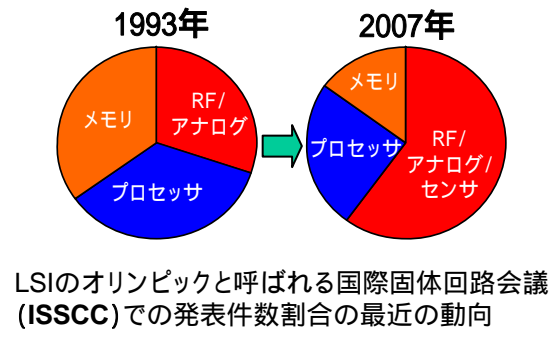 1993年
2007年
メモリ
RF/
アナログ
プロセッサ
メモリ
プロセッサ
RF/
アナログ/
センサ
LSIのオリンピックと呼ばれる国際固体回路会議
(ISSCC)での発表件数割合の最近の動向